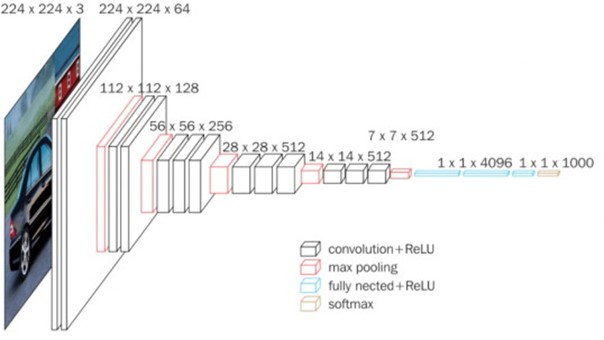 224 x 224 x 3
224 x 224 x 64
112 x 112 x 128
56 x 56 x 256
28 x 28 x 512
14 x 14 x 512
7 x 7 x 512
1 x 1 x 4096
1 x 1 x 1000
convolution+ReLU
max pooling
fully nected+ReLU
softmax